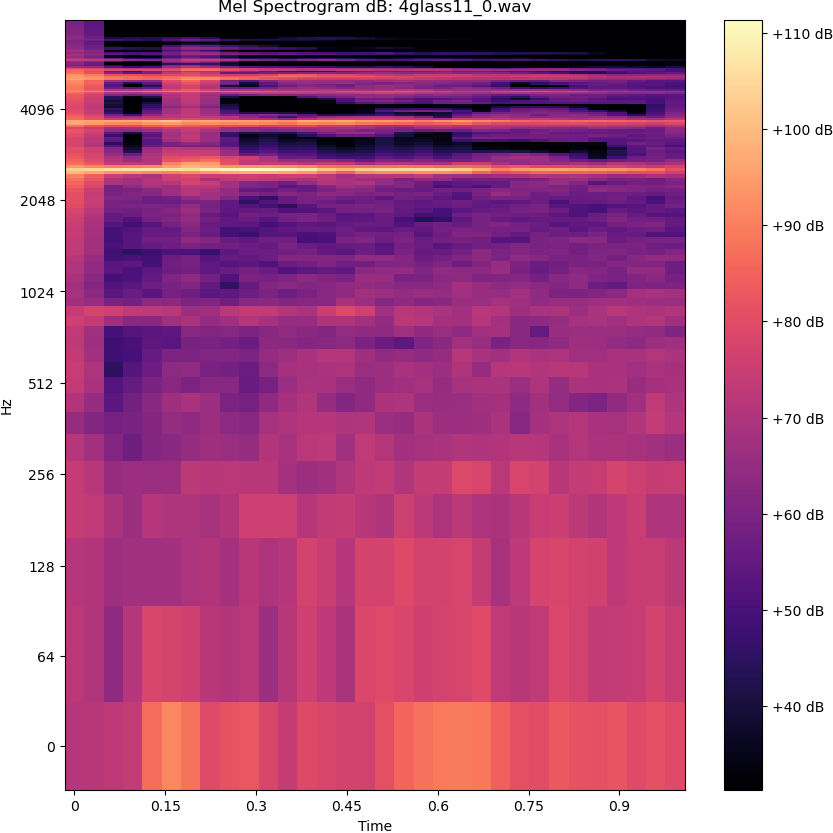 Mel Spectrogram dB: 4glass11_0.wav
+110 dB
+100 dB
+90 dB
+80 dB
+70 dB
+60 dB
+50 dB
+40 dB
4096
2048
1024
512
256
128
64
0
Hz
0 0.15 0.3 0.45 0.6 0.75 0.9
Time